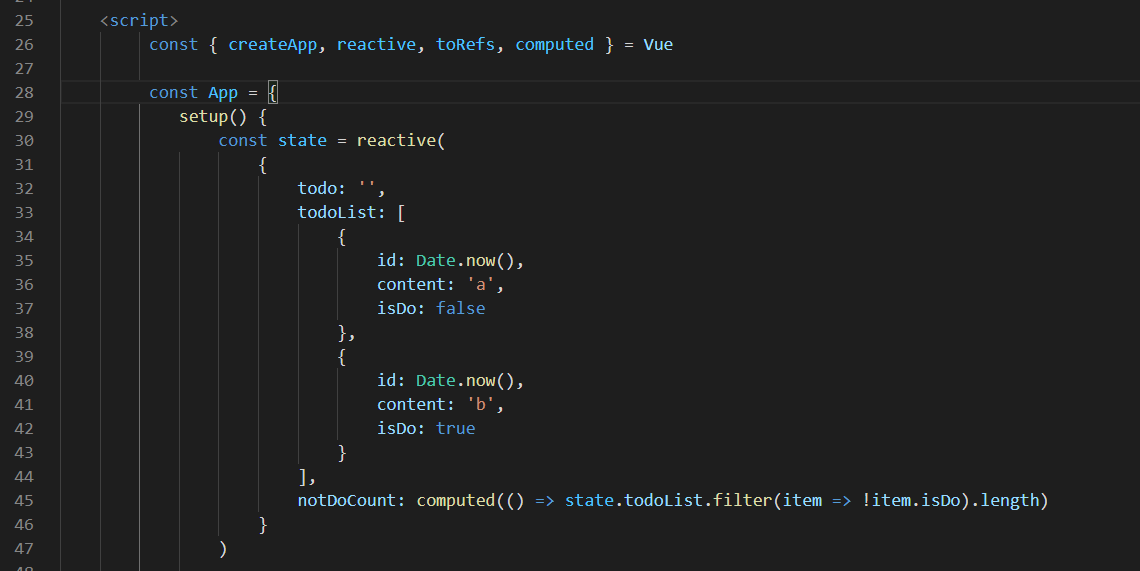 25 <script>
26 const { createApp, reactive, toRefs, computed } = Vue
27
28 const App = {
29 setup() {
30 const state = reactive(
31 {
32 todo: '',
33 todoList: [
34 {
35 id: Date.now(),
36 content: 'a',
37 isDo: false
38 },
39 {
40 id: Date.now(),
41 content: 'b',
42 isDo: true
43 }
44 ],
45 notDoCount: computed(() => state.todoList.filter(item => !item.isDo).length)
46 }
47 )